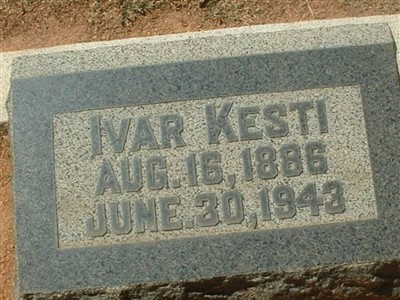 IVAR KESTI
AUG. 16, 1886
JUNE. 30, 1943